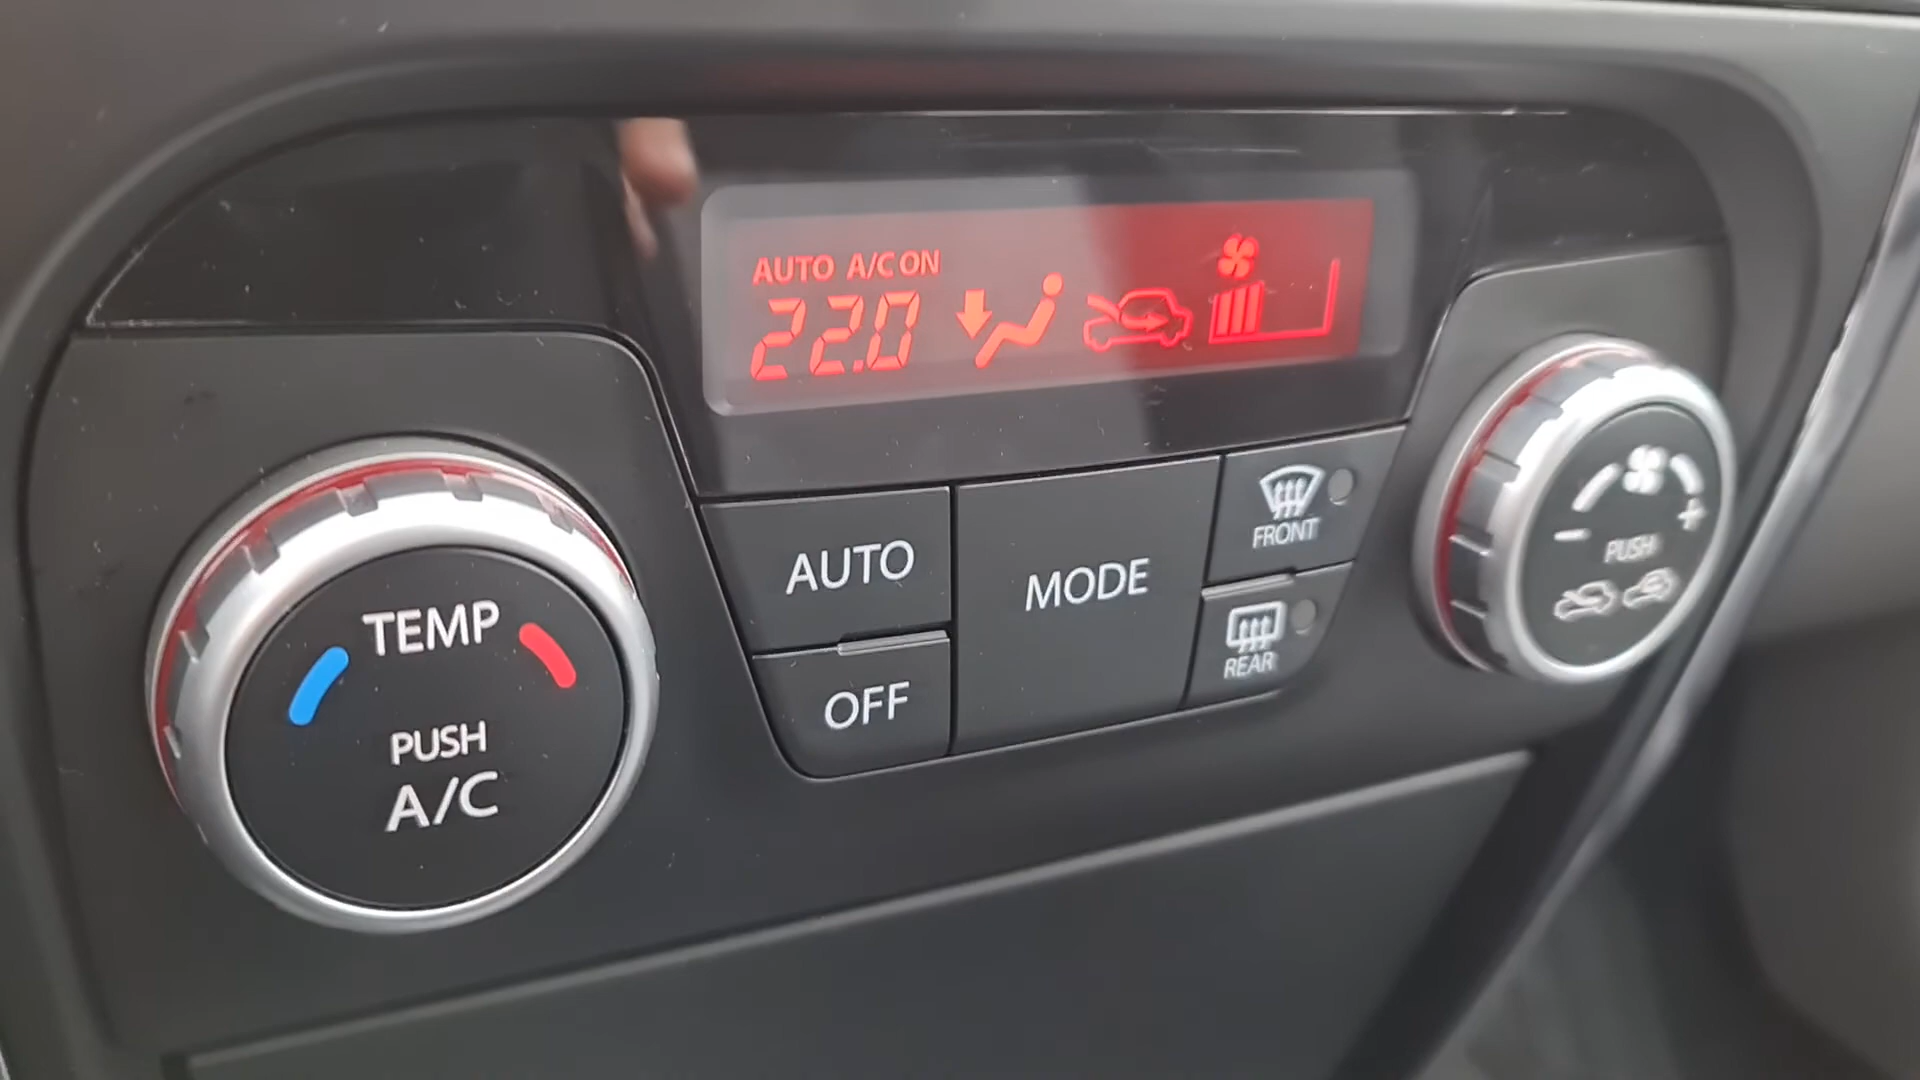 AUTO A/C ON
22.0
AUTO
OFF
MODE
FRONT
REAR
TEMP
PUSH
A/C
− +
PUSH